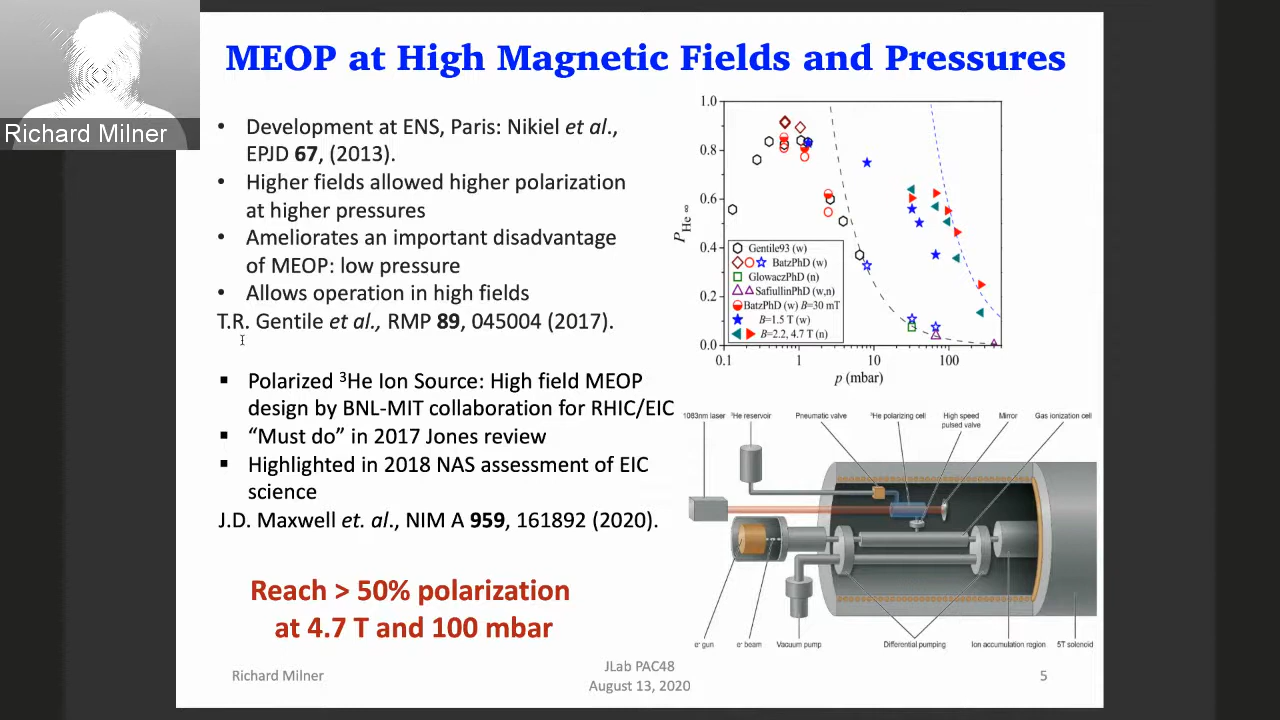 MEOP at High Magnetic Fields and Pressures
Richard Milner
• Development at ENS, Paris: Nikiel et al.,
EPJD 67, (2013).
• Higher fields allowed higher polarization
at higher pressures
• Ameliorates an important disadvantage
of MEOP: low pressure
• Allows operation in high fields
T.R. Gentile et al., RMP 89, 045004 (2017).
▪ Polarized ³He Ion Source: High field MEOP
design by BNL-MIT collaboration for RHIC/EIC
▪ “Must do” in 2017 Jones review
▪ Highlighted in 2018 NAS assessment of EIC
science
J.D. Maxwell et. al., NIM A 959, 161892 (2020).
Reach > 50% polarization
at 4.7 T and 100 mbar
1.0
0.8
0.6
0.4
0.2
0.0
P He ∞
Gentile93 (w)
BatzPhD (w)
GlowaczPhD (n)
SafiullinPhD (w,n)
BatzPhD (w) B=30 mT
B=1.5 T (w)
B=2.2, 4.7 T (n)
0.1 1 10 100
p (mbar)
1083nm laser
³He reservoir
Pneumatic valve
³He polarizing cell
High speed
pulsed valve
Mirror
Gas ionization cell
e⁻ gun
e⁻ beam
Vacuum pump
Differential pumping
Ion accumulation region
5T solenoid
Richard Milner
JLab PAC48
August 13, 2020
5